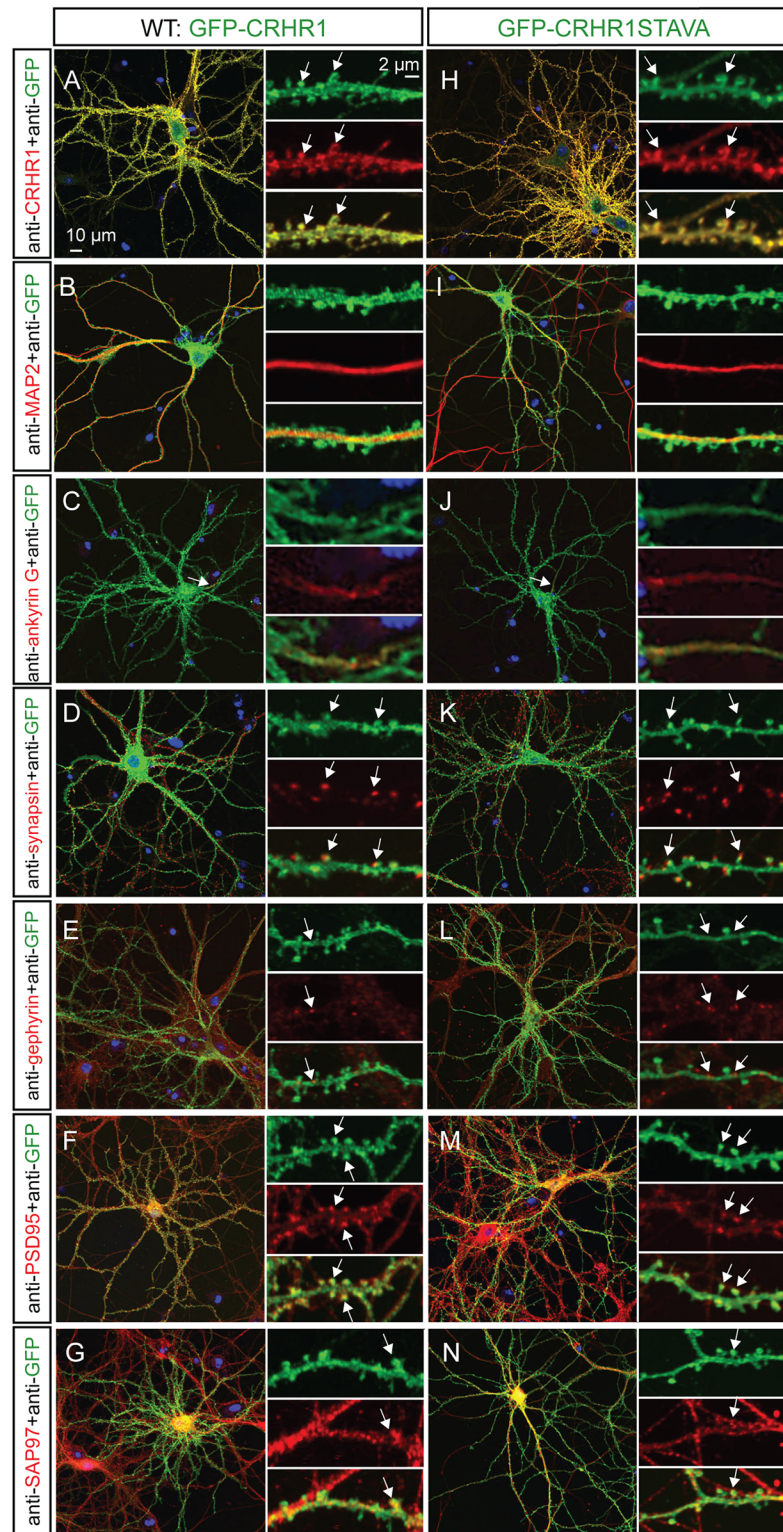 WT: GFP-CRHR1
GFP-CRHR1STAVA
anti-CRHR1+anti-GFP
A
2 µm
10 µm
H
anti-MAP2+anti-GFP
B
I
anti-ankyrin G+anti-GFP
C
J
anti-synapsin+anti-GFP
D
K
anti-gephyrin+anti-GFP
E
L
anti-PSD95+anti-GFP
F
M
anti-SAP97+anti-GFP
G
N